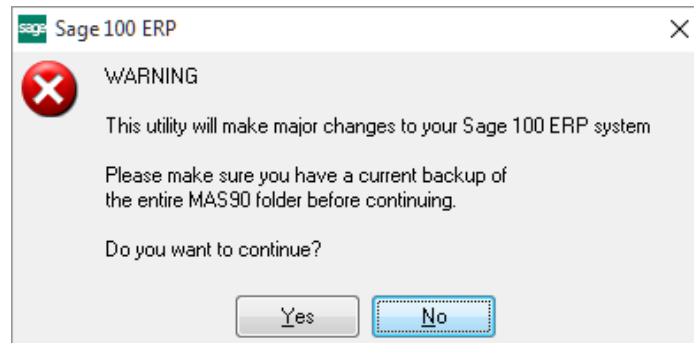 sage Sage 100 ERP
WARNING
This utility will make major changes to your Sage 100 ERP system
Please make sure you have a current backup of
the entire MAS90 folder before continuing.
Do you want to continue?
Yes No